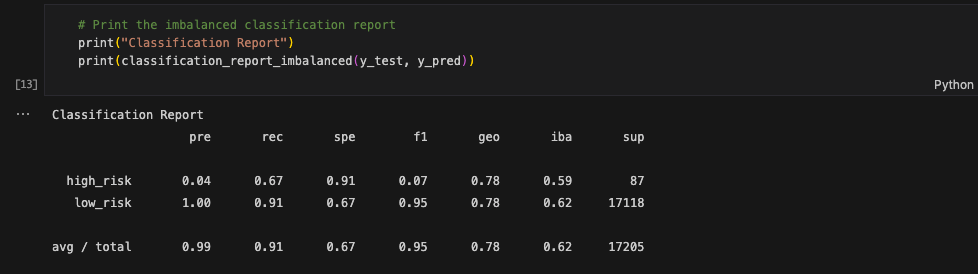 # Print the imbalanced classification report
print("Classification Report")
print(classification_report_imbalanced(y_test, y_pred))
[13]
Python
... Classification Report
pre rec spe f1 geo iba sup
high_risk 0.04 0.67 0.91 0.07 0.78 0.59 87
low_risk 1.00 0.91 0.67 0.95 0.78 0.62 17118
avg / total 0.99 0.91 0.67 0.95 0.78 0.62 17205